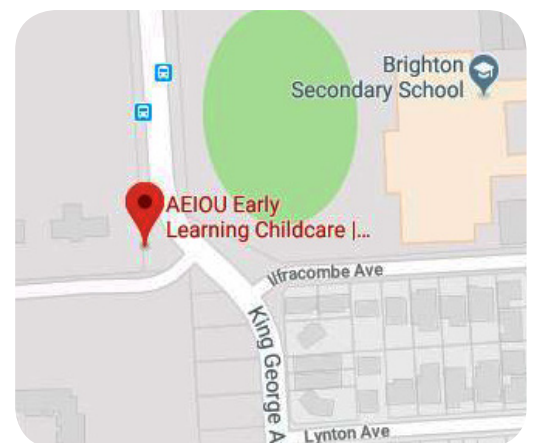 Brighton
Secondary School
AEIOU Early
Learning Childcare |...
Ilfracombe Ave
King George A
Lynton Ave